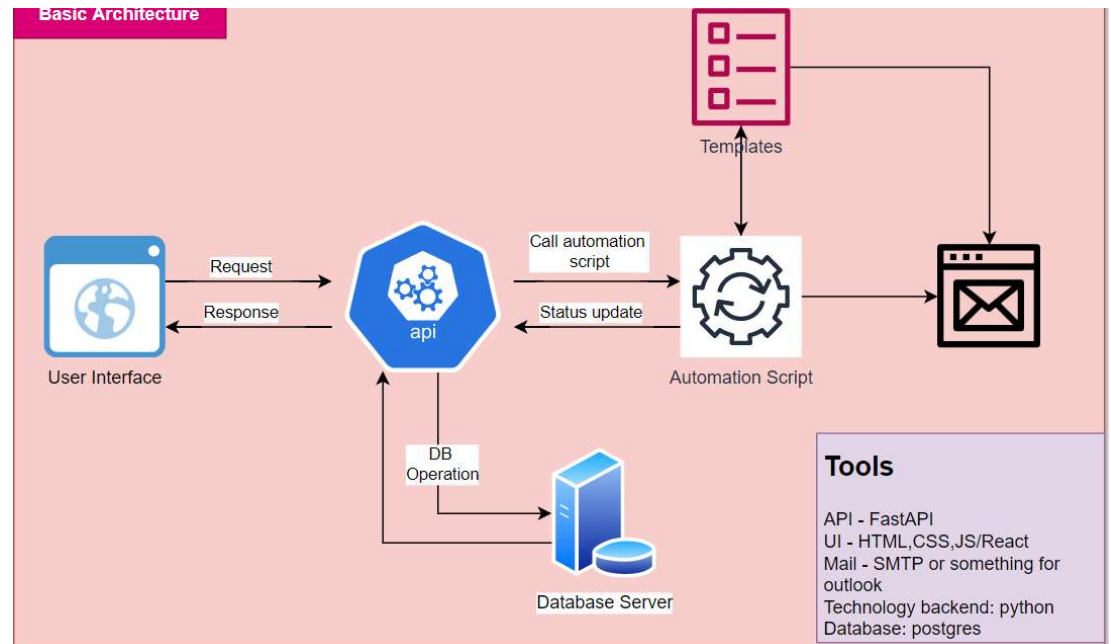 Basic Architecture
Templates
Call automation
script
Request
Response
Status update
api
User Interface
Automation Script
DB
Operation
Database Server
Tools
API - FastAPI
UI - HTML,CSS,JS/React
Mail - SMTP or something for
outlook
Technology backend: python
Database: postgres